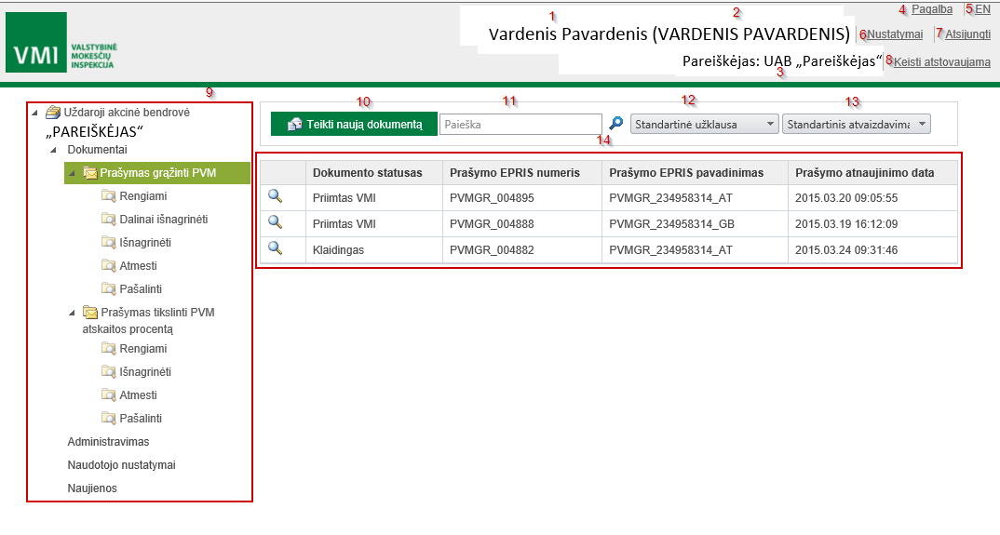 1
2
4 Pagalba
5 EN
VMI VALSTYBINĖ
MOKESČIŲ
INSPEKCIJA
Vardenis Pavardenis (VARDENIS PAVARDENIS)
6 Nustatymai
7 Atsijungti
Pareiškėjas: UAB „Pareiškėjas“
8 Keisti atstovaujama
3
9
Uždaroji akcinė bendrovė
„PAREIŠKĖJAS“
Dokumentai
Prašymas grąžinti PVM
Rengiami
Dalinai išnagrinėti
Išnagrinėti
Atmesti
Pašalinti
Prašymas tikslinti PVM
atskaitos procentą
Rengiami
Išnagrinėti
Atmesti
Pašalinti
Administravimas
Naudotojo nustatymai
Naujienos
10 11 12 13
Teikti naują dokumentą Paieška Standartinė užklausa Standartinis atvaizdavima
14
Dokumento statusas Prašymo EPRIS numeris Prašymo EPRIS pavadinimas Prašymo atnaujinimo data
Priimtas VMI PVMGR_004895 PVMGR_234958314_AT 2015.03.20 09:05:55
Priimtas VMI PVMGR_004888 PVMGR_234958314_GB 2015.03.19 16:12:09
Klaidingas PVMGR_004882 PVMGR_234958314_AT 2015.03.24 09:31:46